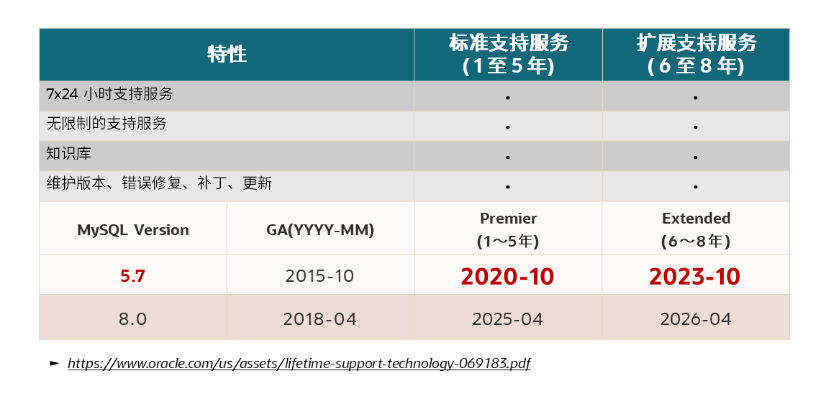 特性 标准支持服务 扩展支持服务
(1至5年) (6至8年)
7x24 小时支持服务 • •
无限制的支持服务 • •
知识库 • •
维护版本、错误修复、补丁、更新 • •
MySQL Version GA(YYYY-MM) Premier Extended
(1～5年) (6～8年)
5.7 2015-10 2020-10 2023-10
8.0 2018-04 2025-04 2026-04
► https://www.oracle.com/us/assets/lifetime-support-technology-069183.pdf